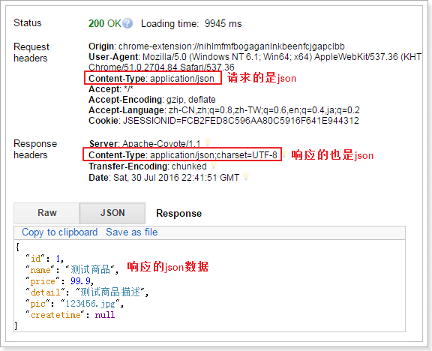 Status
200 OK Loading time: 9945 ms
Request headers
Origin: chrome-extension://nihlmfmfbogaganlnkbeenfcjgapclbb
User-Agent: Mozilla/5.0 (Windows NT 6.1; Win64; x64) AppleWebKit/537.36 (KHT
Chrome/51.0.2704.84 Safari/537.36
Content-Type: application/json 请求的是json
Accept: */*
Accept-Encoding: gzip, deflate
Accept-Language: zh-CN,zh;q=0.8,zh-TW;q=0.6,en;q=0.4,ja;q=0.2
Cookie: JSESSIONID=FCB2FED8C596AA80C5916F641E944312
Response headers
Server: Apache-Coyote/1.1
Content-Type: application/json;charset=UTF-8 响应的也是json
Transfer-Encoding: chunked
Date: Sat, 30 Jul 2016 22:41:51 GMT
Raw JSON Response
Copy to clipboard Save as file
{
"id": 1,
"name": "测试商品", 响应的json数据
"price": 99.9,
"detail": "测试商品描述",
"pic": "123456.jpg",
"createtime": null
}